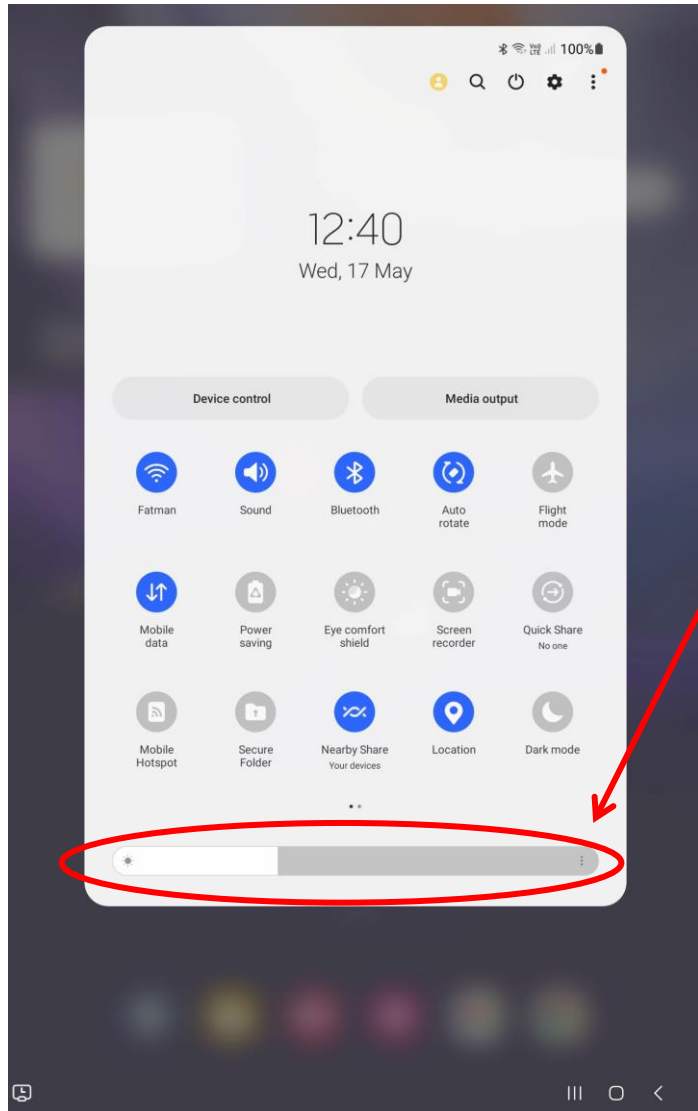 VoD LTE 100%
12:40
Wed, 17 May
Device control Media output
Fatman Sound Bluetooth Auto rotate Flight mode
Mobile data Power saving Eye comfort shield Screen recorder Quick Share No one
Mobile Hotspot Secure Folder Nearby Share Your devices Location Dark mode